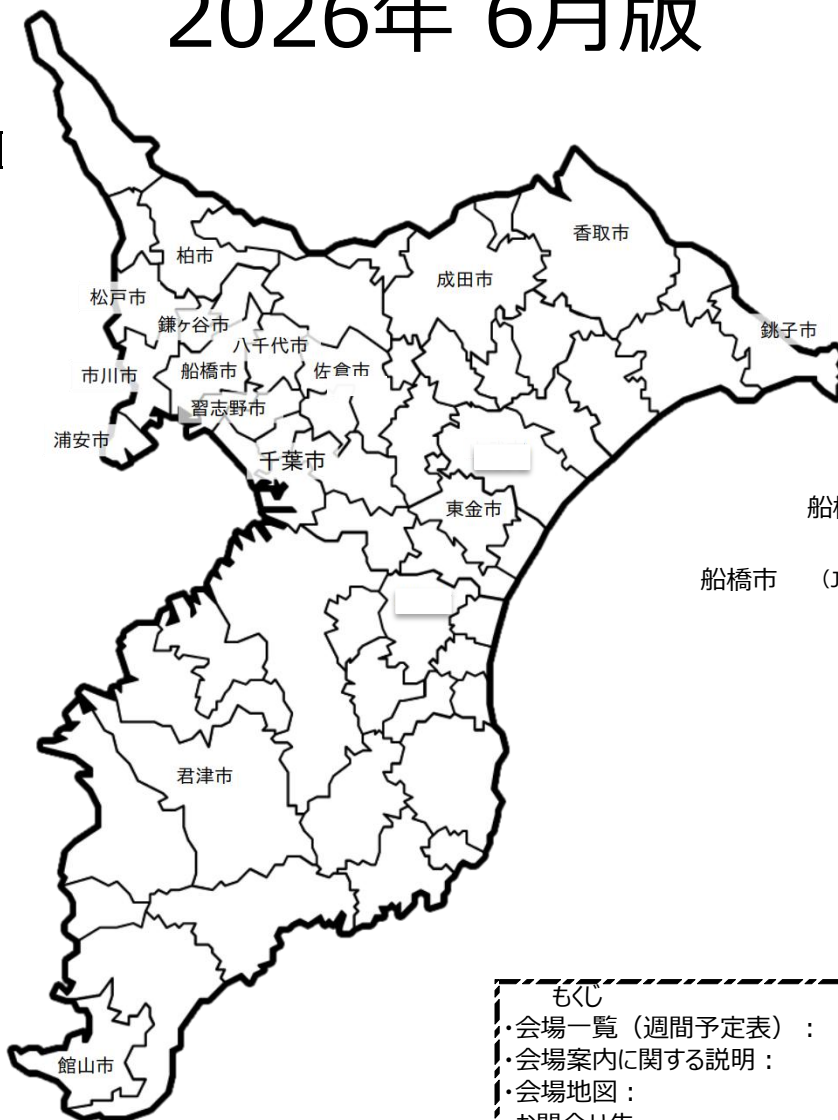 2026年 6月版
香取市
柏市
成田市
松戸市
鎌ヶ谷市
銚子市
八千代市
市川市
船橋市
佐倉市
習志野市
浦安市
千葉市
東金市
船
船橋市 （
君津市
館山市
もくじ
・会場一覧（週間予定表）：
・会場案内に関する説明：
・会場地図：